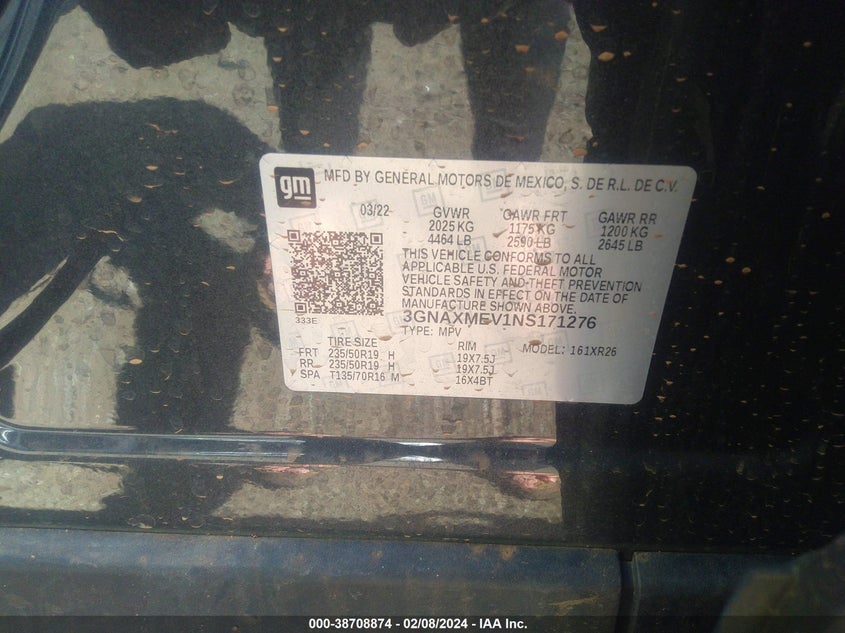 gm
MFD BY GENERAL MOTORS DE MEXICO, S. DE R.L. DE C.V.
03/22 GVWR GAWR FRT GAWR RR
2025 KG 1175 KG 1200 KG
4464 LB 2590 LB 2645 LB
THIS VEHICLE CONFORMS TO ALL
APPLICABLE U.S. FEDERAL MOTOR
VEHICLE SAFETY AND THEFT PREVENTION
STANDARDS IN EFFECT ON THE DATE OF
MANUFACTURE SHOWN ABOVE.
333E
3GNAXMEV1NS171276
TYPE: MPV
TIRE SIZE RIM MODEL: 161XR26
FRT 235/50R19 H 19X7.5J
RR 235/50R19 H 19X7.5J
SPA T135/70R16 M 16X4BT
000-38708874 - 02/08/2024 - IAA Inc.